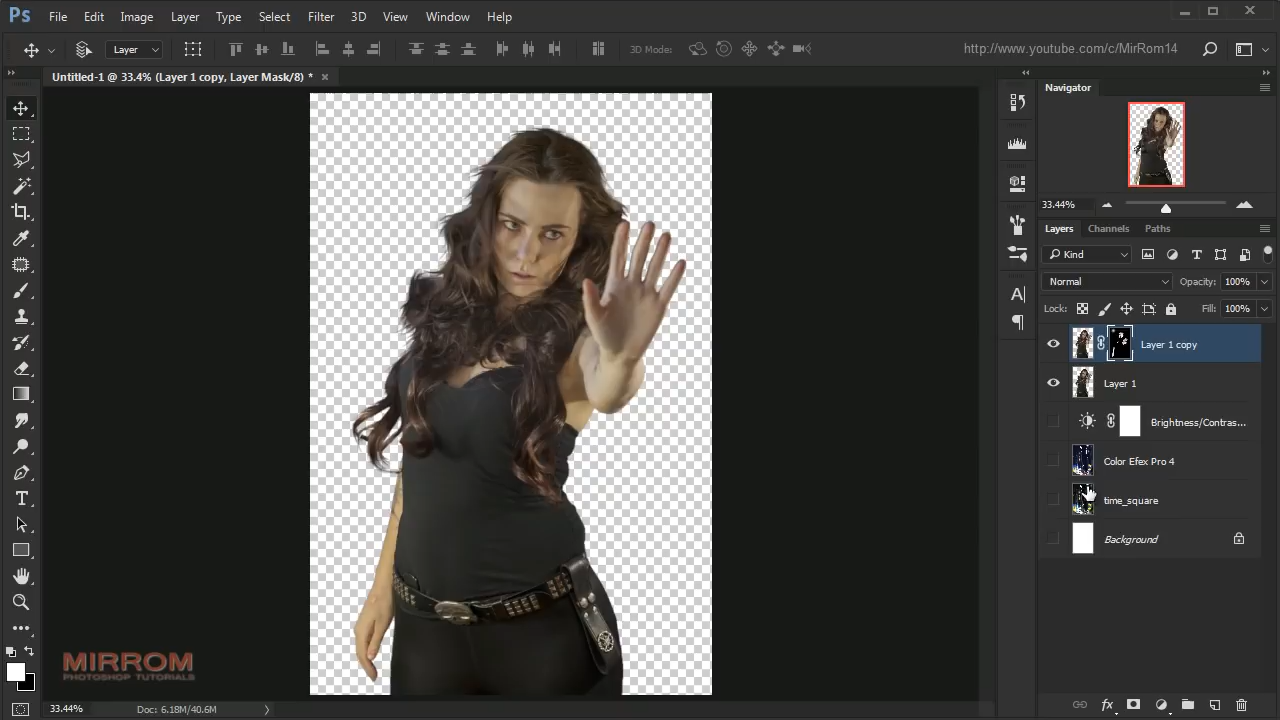 Ps File Edit Image Layer Type Select Filter 3D View Window Help
Layer 3D Mode: http://www.youtube.com/c/MirRom14
Untitled-1 @ 33.4% (Layer 1 copy, Layer Mask/8) * ×
Navigator
33.44%
Layers Channels Paths
Kind
Normal Opacity: 100%
Lock: Fill: 100%
Layer 1 copy
Layer 1
Brightness/Contras...
Color Efex Pro 4
time_square
Background
MIRROM
PHOTOSHOP TUTORIALS
33.44% Doc: 6.18M/40.6M
fx